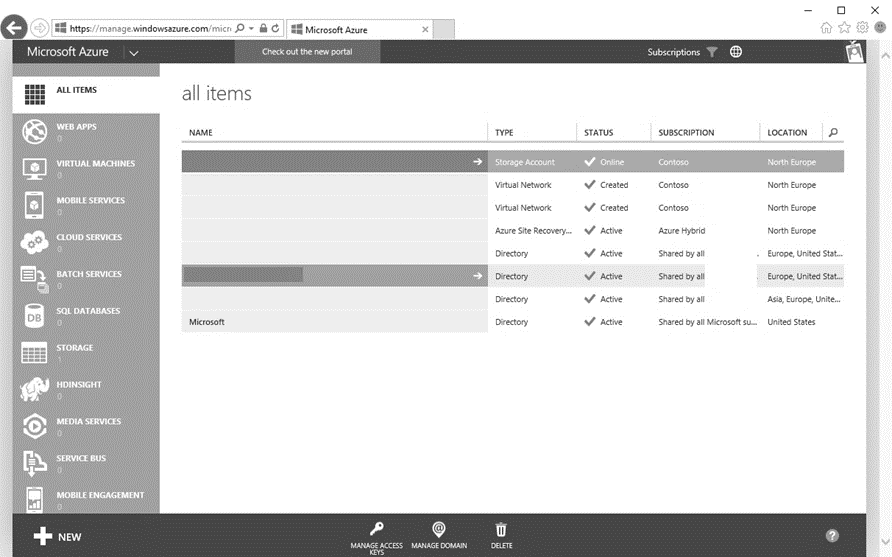 https://manage.windowsazure.com/micr
Microsoft Azure
Microsoft Azure
Check out the new portal
Subscriptions
ALL ITEMS
WEB APPS
0
VIRTUAL MACHINES
0
MOBILE SERVICES
0
CLOUD SERVICES
0
BATCH SERVICES
0
SQL DATABASES
0
DB
STORAGE
1
HDINSIGHT
0
MEDIA SERVICES
0
SERVICE BUS
0
MOBILE ENGAGEMENT
0
all items
NAME TYPE STATUS SUBSCRIPTION LOCATION
Storage Account Online Contoso North Europe
Virtual Network Created Contoso North Europe
Virtual Network Created Contoso North Europe
Azure Site Recovery... Active Azure Hybrid North Europe
Directory Active Shared by all . Europe, United Stat...
Directory Active Shared by all . Europe, United Stat...
Directory Active Shared by all Asia, Europe, Unite...
Microsoft Directory Active Shared by all Microsoft su... United States
NEW
MANAGE ACCESS
KEYS
MANAGE DOMAIN
DELETE
?